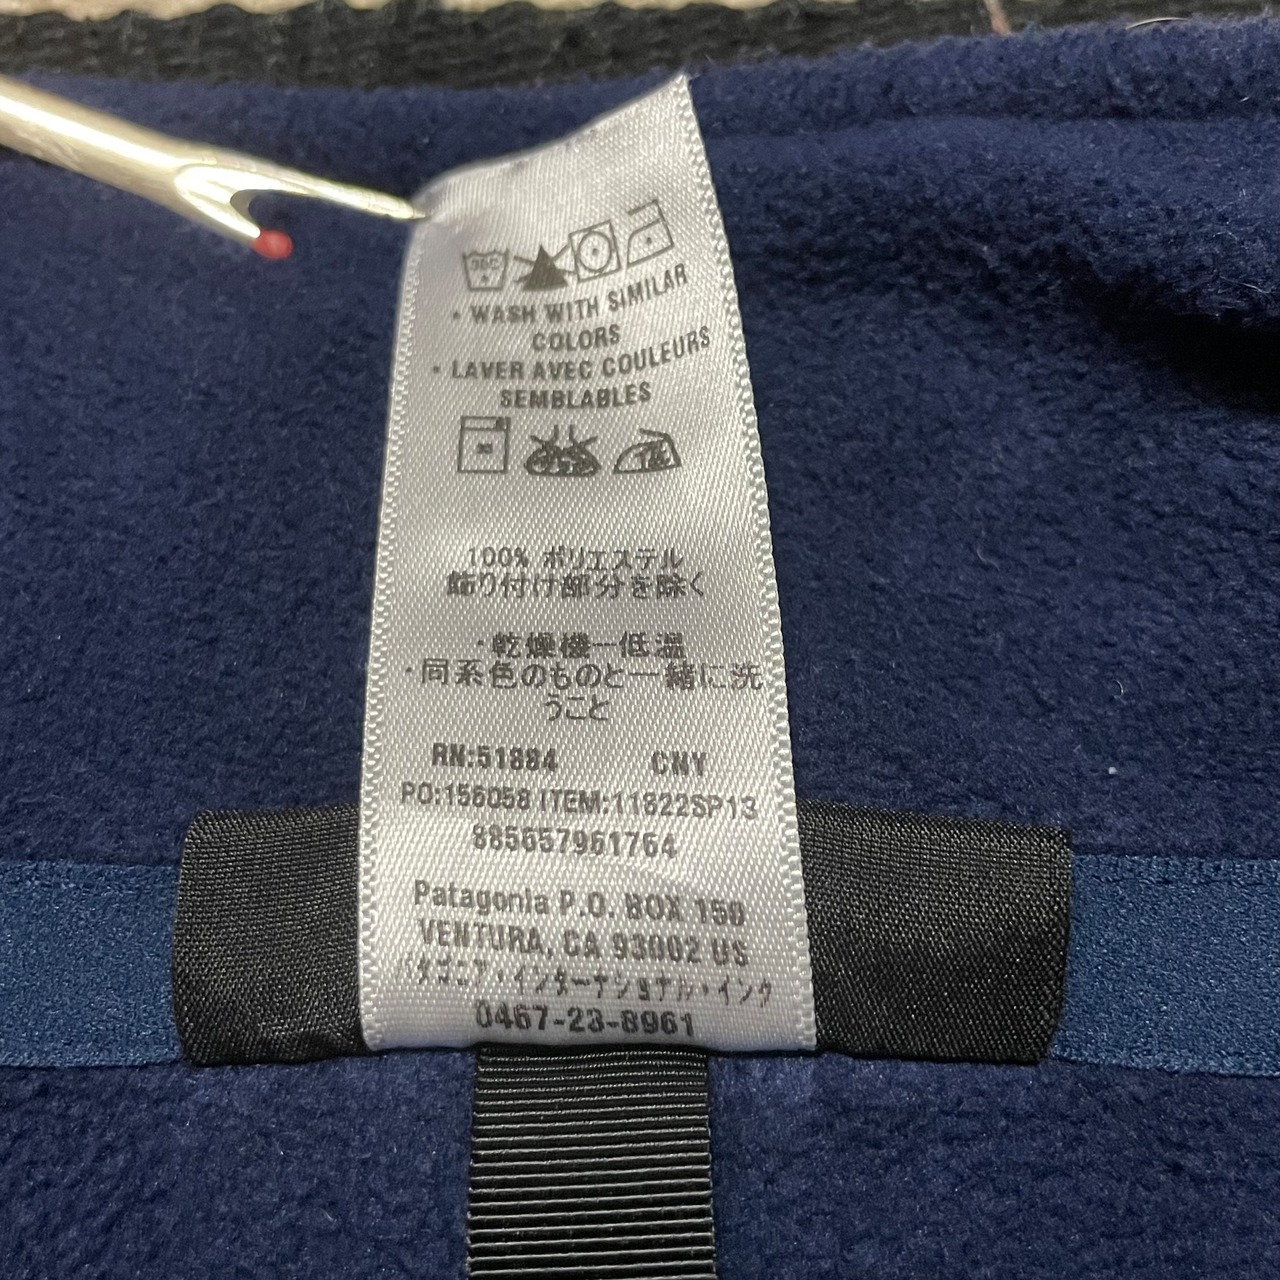 30C
• WASH WITH SIMILAR
COLORS
• LAVER AVEC COULEURS
SEMBLABLES
100% ポリエステル
飾り付け部分を除く
・乾燥機ー低温
・同系色のものと一緒に洗
うこと
RN:51884 CNY
PO:156058 ITEM:11822SP13
885657961764
Patagonia P.O. BOX 150
VENTURA, CA 93002 US
タゴニア・インターナショナル・インク
0467-23-8961